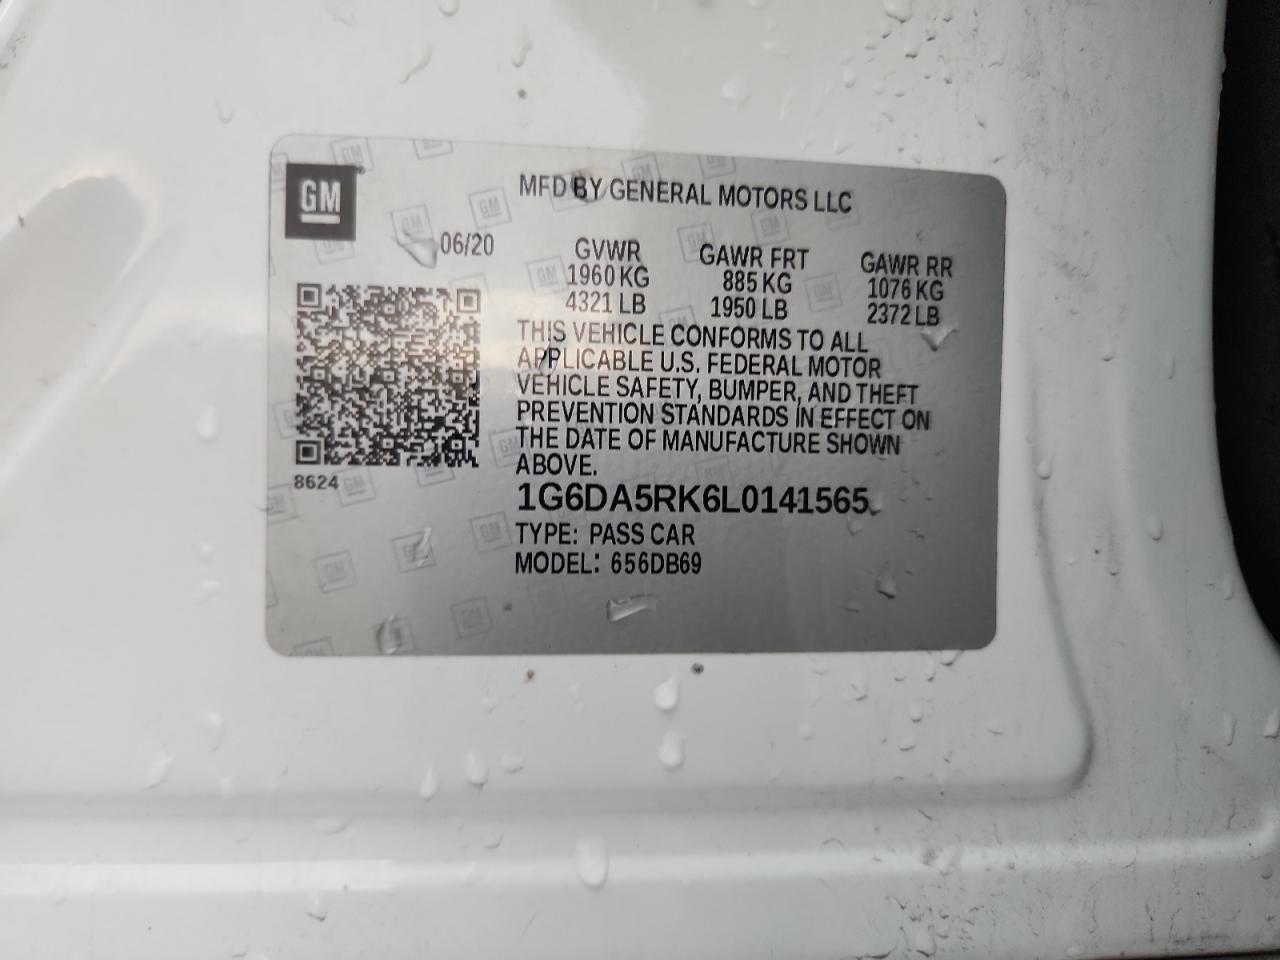 GM
MFD BY GENERAL MOTORS LLC
06/20
GVWR GAWR FRT GAWR RR
1960 KG 885 KG 1076 KG
4321 LB 1950 LB 2372 LB
THIS VEHICLE CONFORMS TO ALL
APPLICABLE U.S. FEDERAL MOTOR
VEHICLE SAFETY, BUMPER, AND THEFT
PREVENTION STANDARDS IN EFFECT ON
THE DATE OF MANUFACTURE SHOWN
ABOVE.
8624
1G6DA5RK6L0141565
TYPE: PASS CAR
MODEL: 656DB69